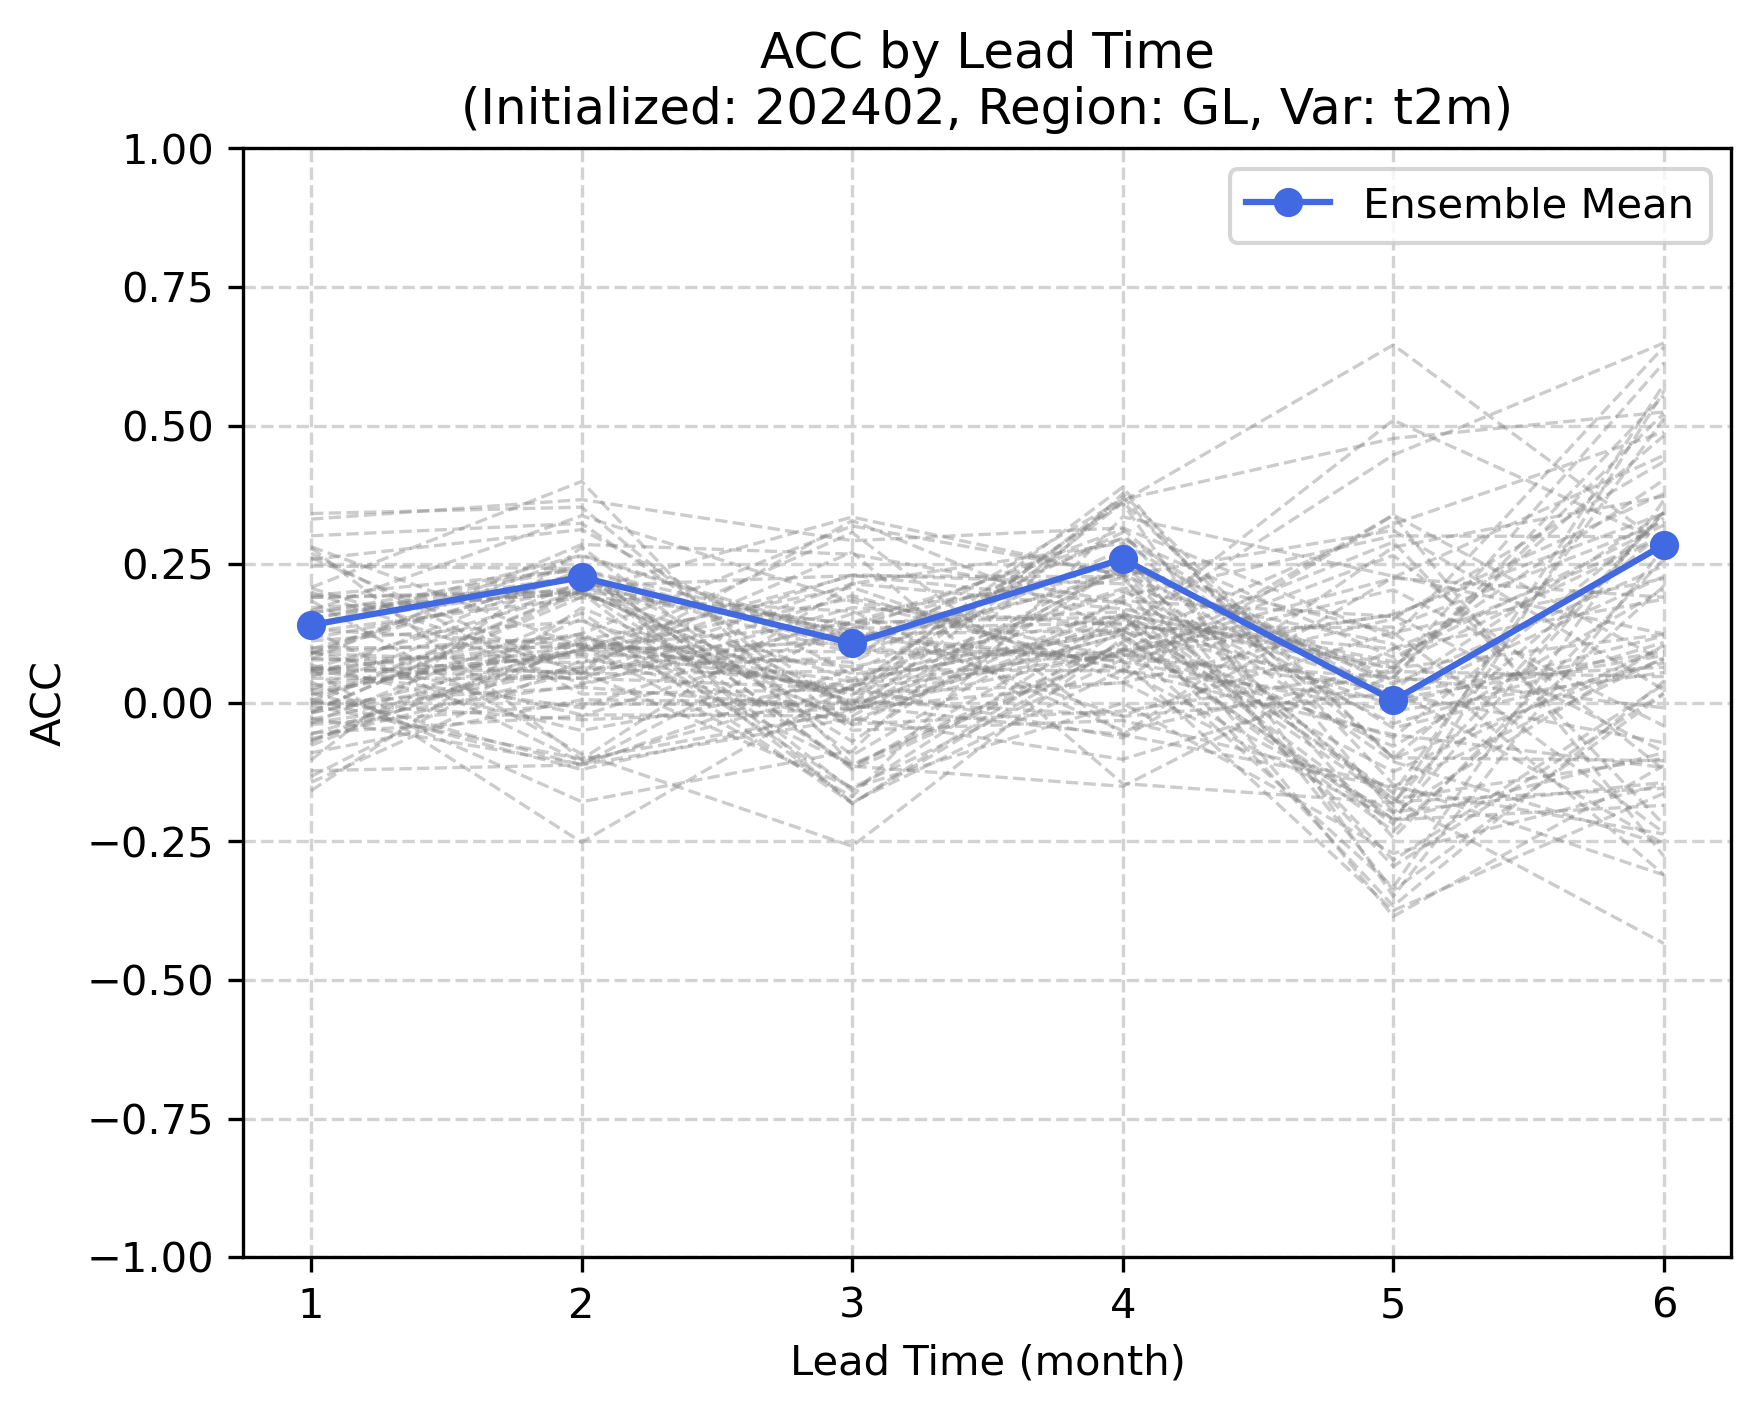 ACC by Lead Time
(Initialized: 202402, Region: GL, Var: t2m)
Ensemble Mean
1.00
0.75
0.50
0.25
0.00
−0.25
−0.50
−0.75
−1.00
ACC
1 2 3 4 5 6
Lead Time (month)